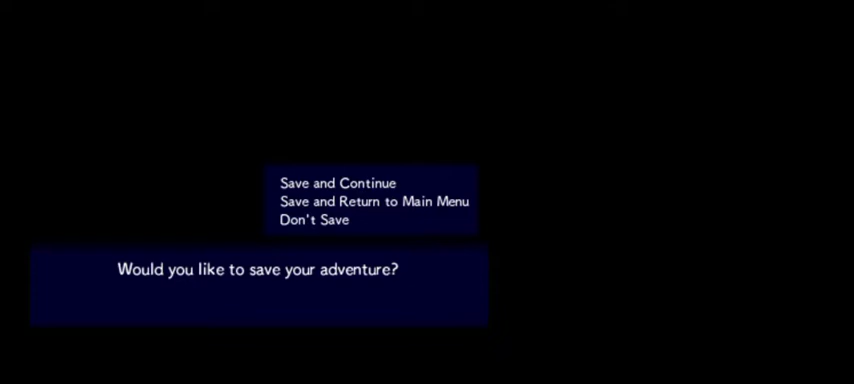 Save and Continue
Save and Return to Main Menu
Don't Save
Would you like to save your adventure?